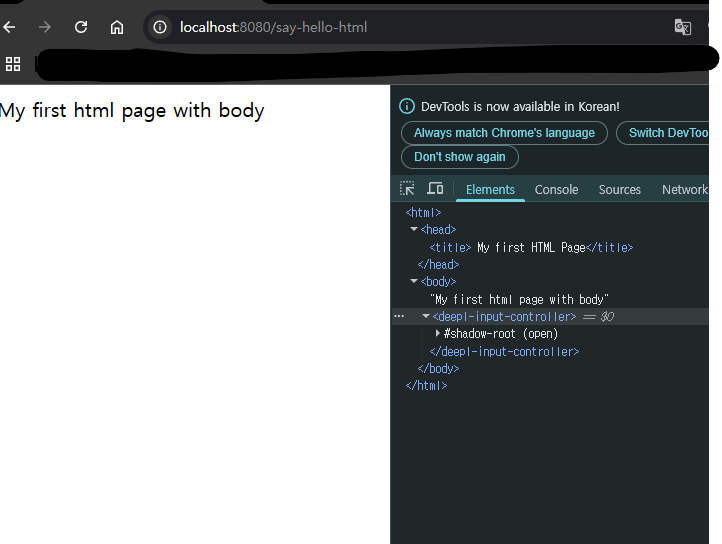 localhost:8080/say-hello-html
My first html page with body
DevTools is now available in Korean!
Always match Chrome's language
Switch DevToo
Don't show again
Elements Console Sources Network
<html>
<head>
<title> My first HTML Page</title>
</head>
<body>
"My first html page with body"
<deepl-input-controller> == $0
#shadow-root (open)
</deepl-input-controller>
</body>
</html>